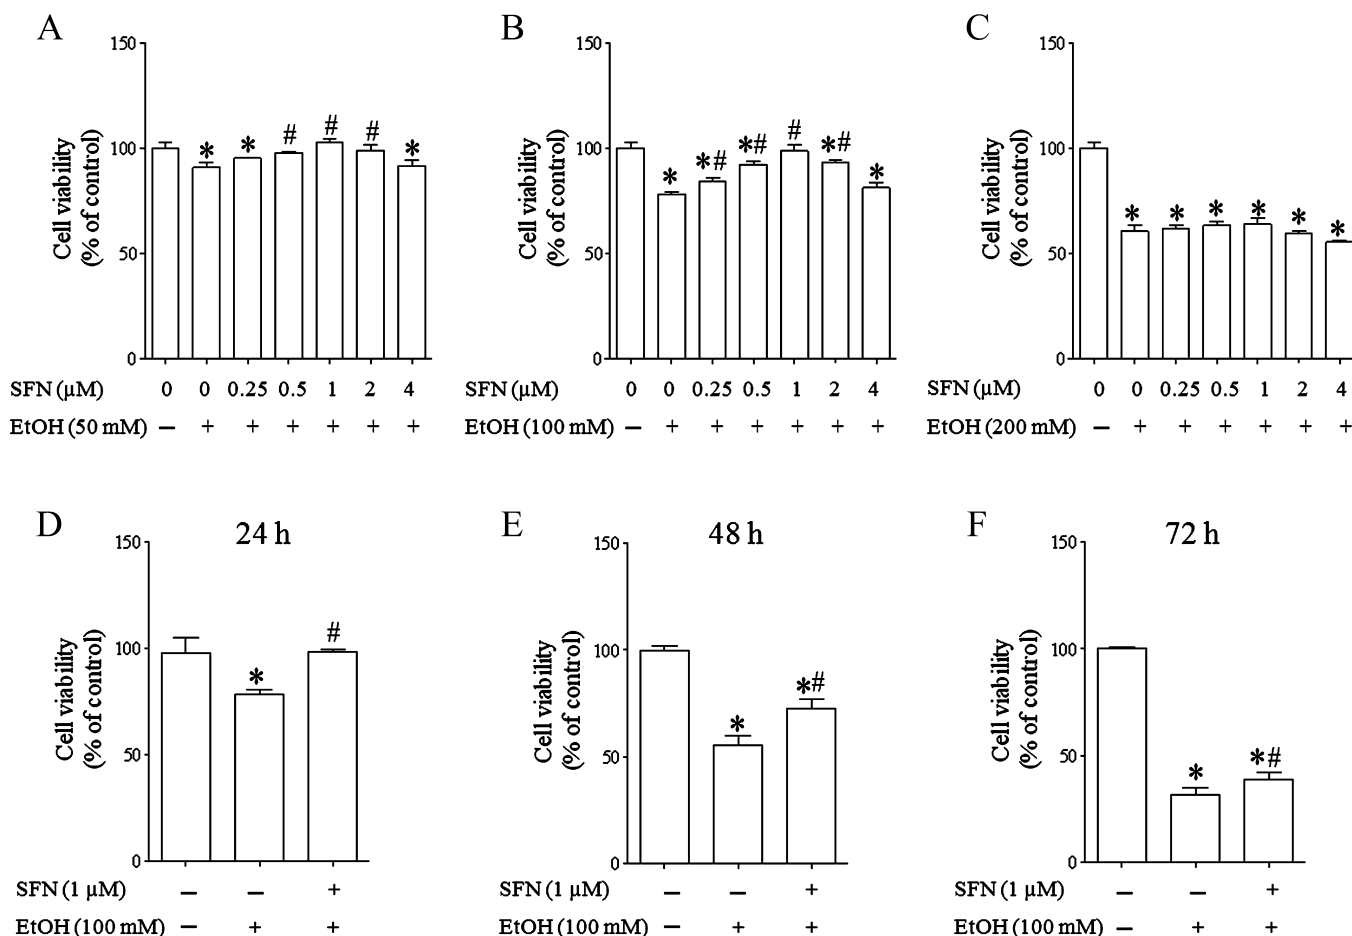 A
150
100
50
0
Cell viability
(% of control)
* * # # # *
SFN (µM) 0 0 0.25 0.5 1 2 4
EtOH (50 mM) – + + + + + +
B
150
100
50
0
Cell viability
(% of control)
* *# *# # *# *
SFN (µM) 0 0 0.25 0.5 1 2 4
EtOH (100 mM) – + + + + + +
C
150
100
50
0
Cell viability
(% of control)
* * * * * *
SFN (µM) 0 0 0.25 0.5 1 2 4
EtOH (200 mM) – + + + + + +
D
24 h
150
100
50
0
Cell viability
(% of control)
* #
SFN (1 µM) – – +
EtOH (100 mM) – + +
E
48 h
150
100
50
0
Cell viability
(% of control)
* *#
SFN (1 µM) – – +
EtOH (100 mM) – + +
F
72 h
150
100
50
0
Cell viability
(% of control)
* *#
SFN (1 µM) – – +
EtOH (100 mM) – + +